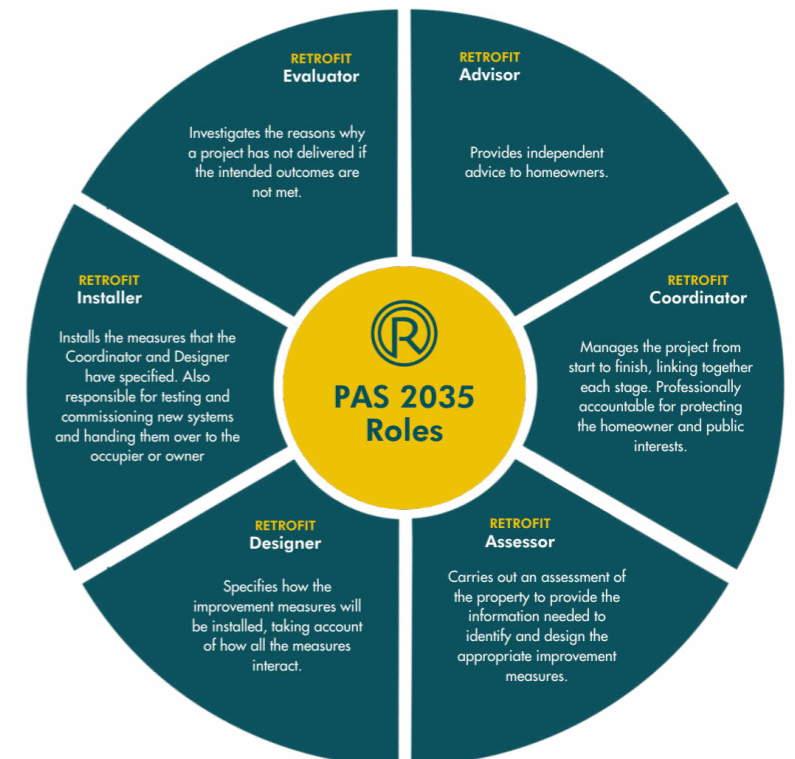 RETROFIT
Evaluator
Investigates the reasons why
a project has not delivered if
the intended outcomes are
not met.
RETROFIT
Advisor
Provides independent
advice to homeowners.
RETROFIT
Installer
Installs the measures that the
Coordinator and Designer
have specified. Also
responsible for testing and
commissioning new systems
and handing them over to the
occupier or owner
R
PAS 2035
Roles
RETROFIT
Coordinator
Manages the project from
start to finish, linking together
each stage. Professionally
accountable for protecting
the homeowner and public
interests.
RETROFIT
Designer
Specifies how the
improvement measures will
be installed, taking account
of how all the measures
interact.
RETROFIT
Assessor
Carries out an assessment of
the property to provide the
information needed to
identify and design the
appropriate improvement
measures.